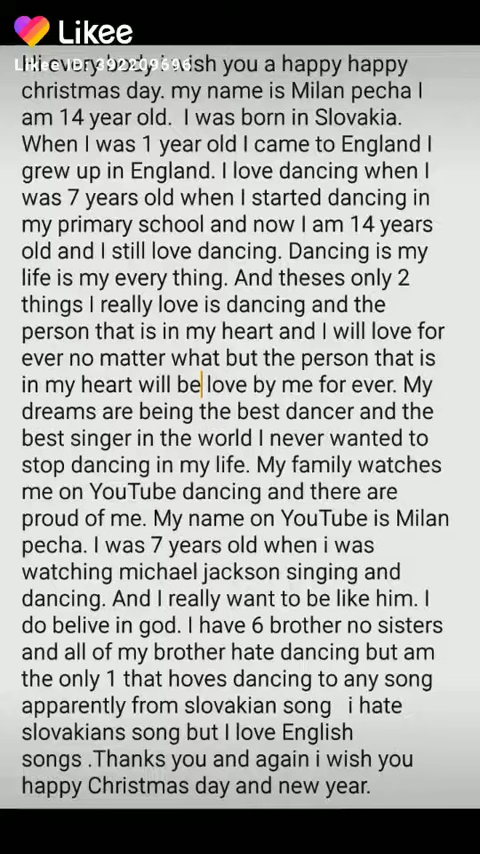 Likee
Likee ID: 392209696
Hi every body i wish you a happy happy
christmas day. my name is Milan pecha I
am 14 year old. I was born in Slovakia.
When I was 1 year old I came to England I
grew up in England. I love dancing when I
was 7 years old when I started dancing in
my primary school and now I am 14 years
old and I still love dancing. Dancing is my
life is my every thing. And theses only 2
things I really love is dancing and the
person that is in my heart and I will love for
ever no matter what but the person that is
in my heart will be love by me for ever. My
dreams are being the best dancer and the
best singer in the world I never wanted to
stop dancing in my life. My family watches
me on YouTube dancing and there are
proud of me. My name on YouTube is Milan
pecha. I was 7 years old when i was
watching michael jackson singing and
dancing. And I really want to be like him. I
do belive in god. I have 6 brother no sisters
and all of my brother hate dancing but am
the only 1 that hoves dancing to any song
apparently from slovakian song i hate
slovakians song but I love English
songs .Thanks you and again i wish you
happy Christmas day and new year.